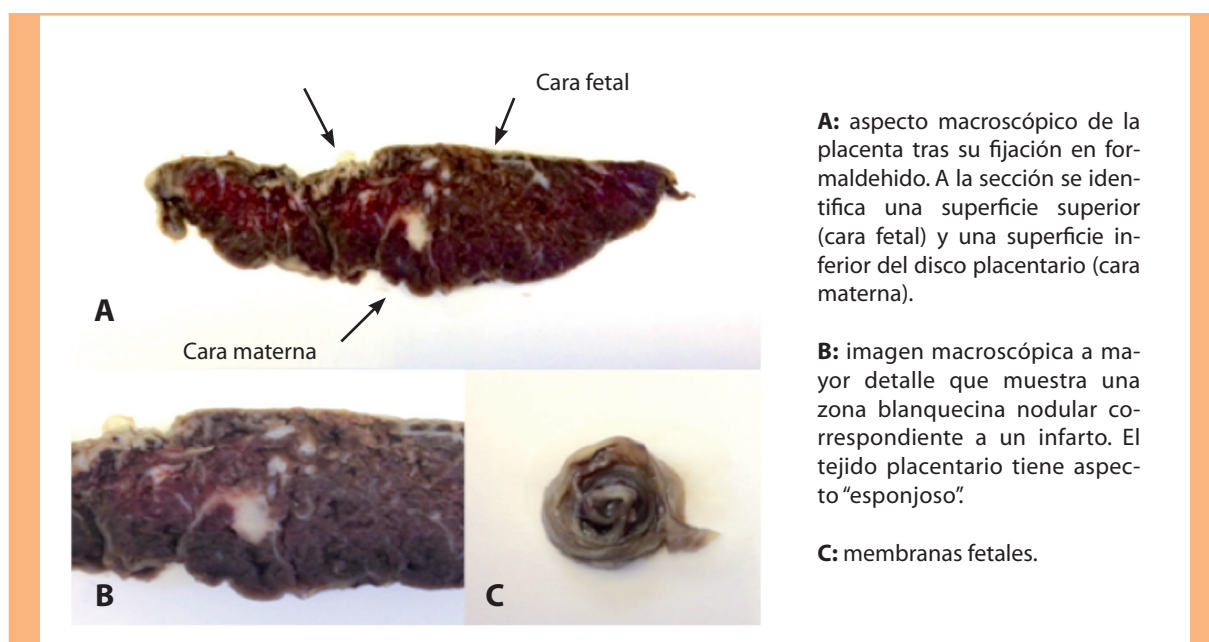 Cara fetal
A
Cara materna
B
C
A: aspecto macroscópico de la
placenta tras su fijación en for-
maldehido. A la sección se iden-
tifica una superficie superior
(cara fetal) y una superficie in-
ferior del disco placentario (cara
materna).
B: imagen macroscópica a ma-
yor detalle que muestra una
zona blanquecina nodular co-
rrespondiente a un infarto. El
tejido placentario tiene aspec-
to “esponjoso”.
C: membranas fetales.